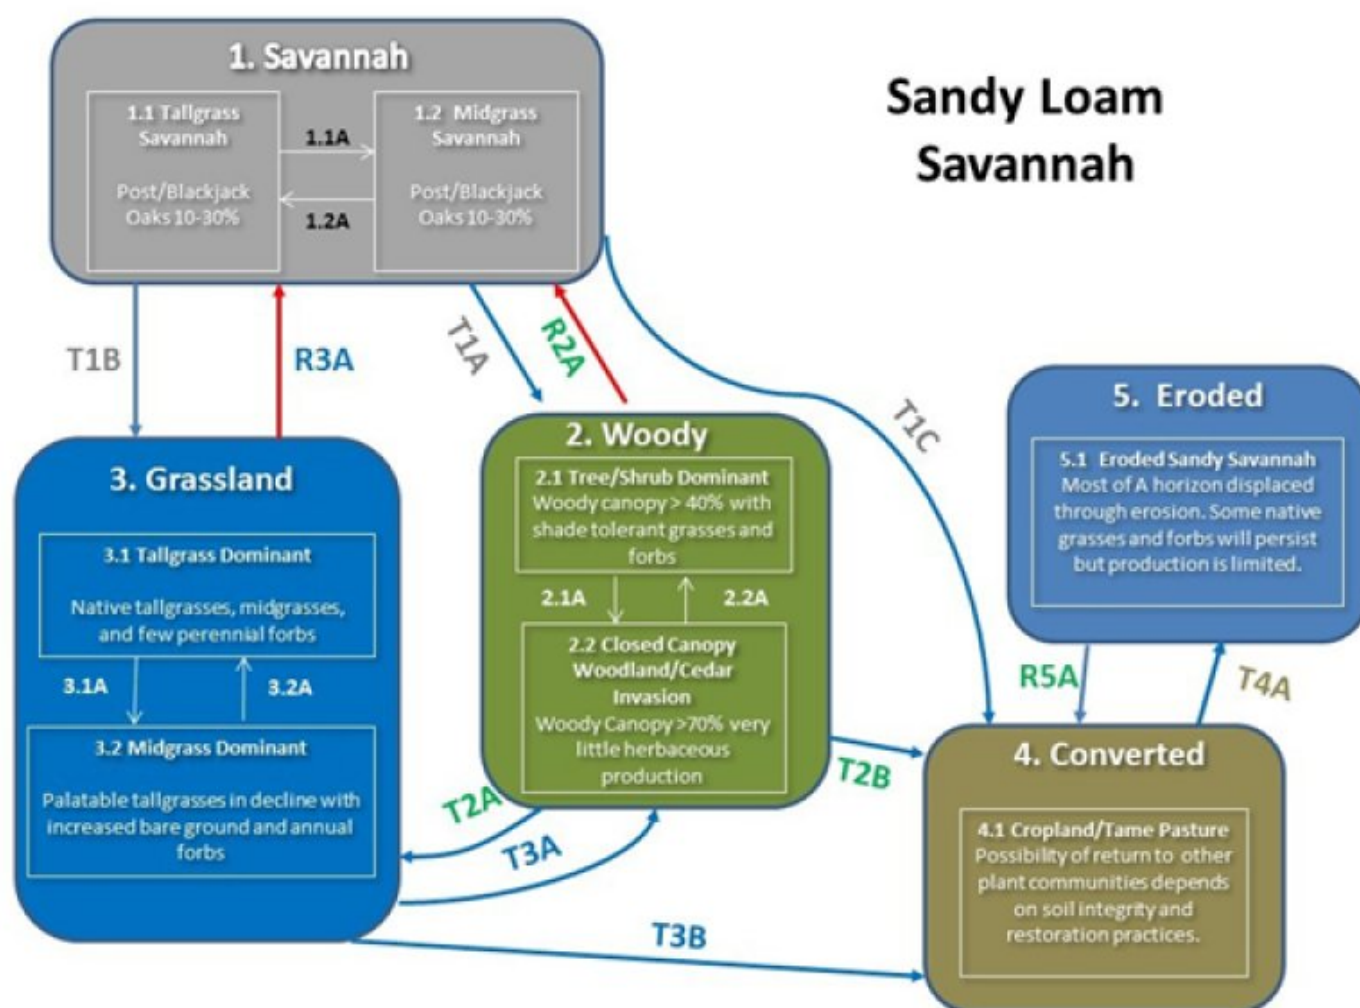 1. Savannah
1.1 Tallgrass
Savannah
Post/Blackjack
Oaks 10-30%
1.1A
1.2A
1.2 Midgrass
Savannah
Post/Blackjack
Oaks 10-30%
Sandy Loam
Savannah
T1B
R3A
T1A
R2A
T1C
3. Grassland
3.1 Tallgrass Dominant
Native tallgrasses, midgrasses,
and few perennial forbs
3.1A
3.2A
3.2 Midgrass Dominant
Palatable tallgrasses in decline with
increased bare ground and annual
forbs
2. Woody
2.1 Tree/Shrub Dominant
Woody canopy > 40% with
shade tolerant grasses and
forbs
2.1A
2.2A
2.2 Closed Canopy
Woodland/Cedar
Invasion
Woody Canopy >70% very
little herbaceous
production
5. Eroded
5.1 Eroded Sandy Savannah
Most of A horizon displaced
through erosion. Some native
grasses and forbs will persist
but production is limited.
R5A
T4A
T2A
T3A
T2B
T3B
4. Converted
4.1 Cropland/Tame Pasture
Possibility of return to other
plant communities depends
on soil integrity and
restoration practices.